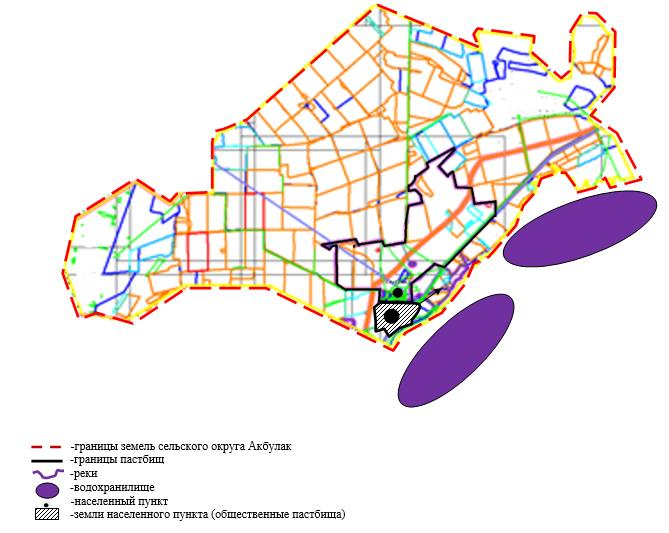 -границы земель сельского округа Акбулак
-границы пастбищ
-реки
-водохранилище
-населенный пункт
-земли населенного пункта (общественные пастбища)